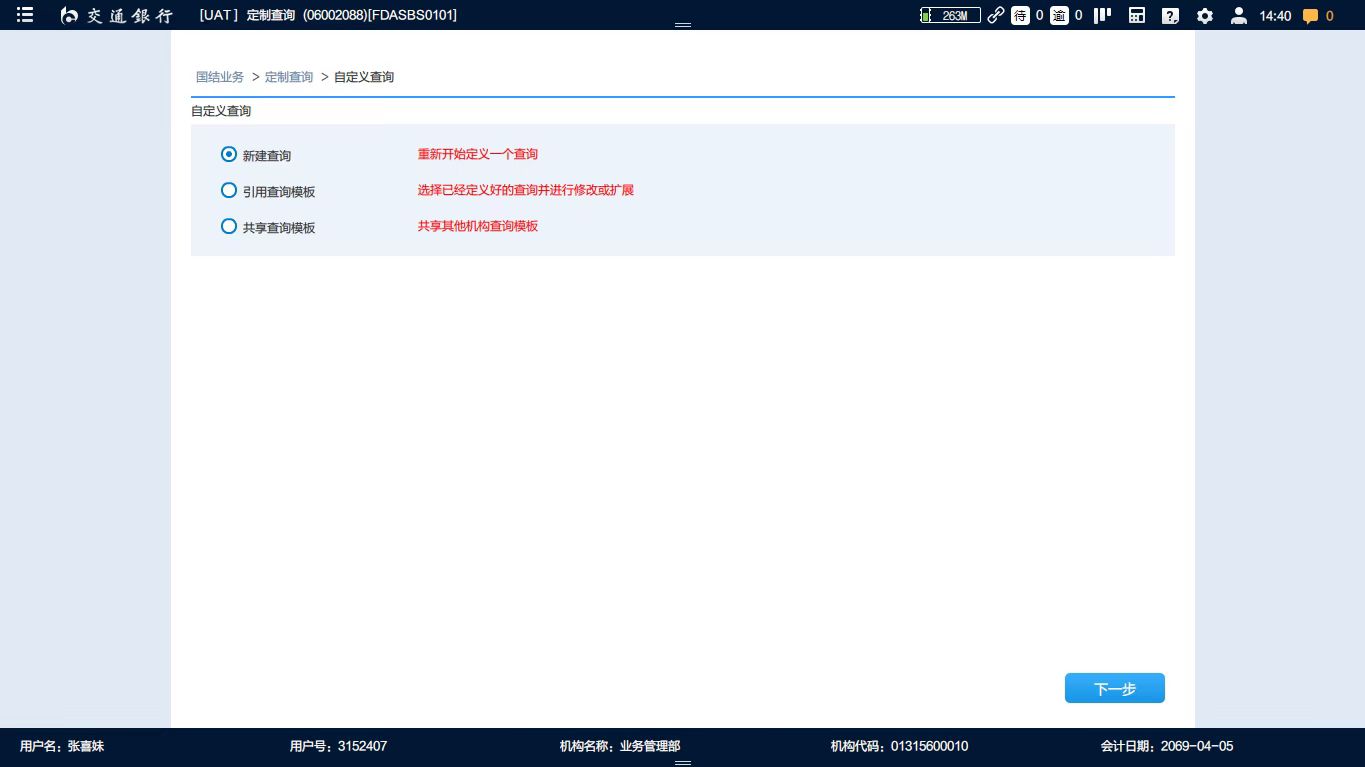 交通銀行 [UAT] 定制查询 (06002088)[FDASBS0101] 263M 待 0 逾 0 ? 14:40 0
国结业务 > 定制查询 > 自定义查询
自定义查询
新建查询 重新开始定义一个查询
引用查询模板 选择已经定义好的查询并进行修改或扩展
共享查询模板 共享其他机构查询模板
下一步
用户名：张喜妹 用户号：3152407 机构名称：业务管理部 机构代码：01315600010 会计日期：2069-04-05